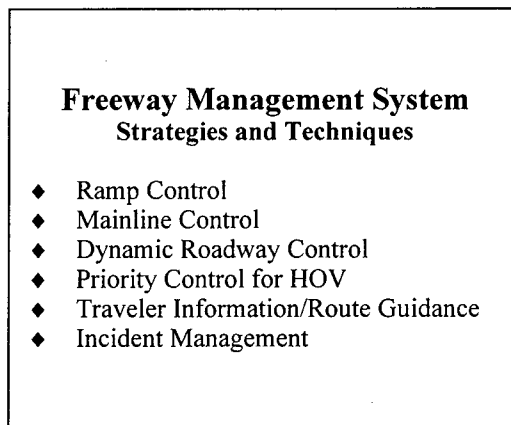 Freeway Management System
Strategies and Techniques
♦ Ramp Control
♦ Mainline Control
♦ Dynamic Roadway Control
♦ Priority Control for HOV
♦ Traveler Information/Route Guidance
♦ Incident Management